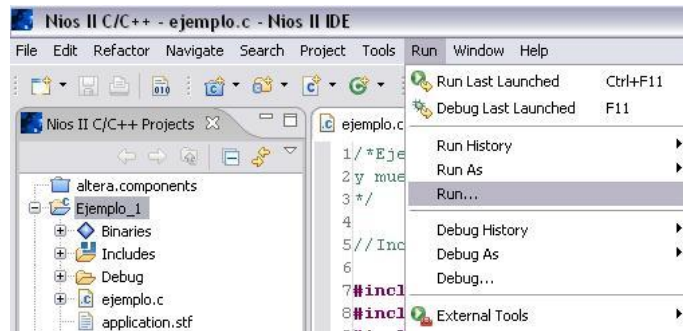 Nios II C/C++ - ejemplo.c - Nios II IDE
File Edit Refactor Navigate Search Project Tools Run Window Help
Run Last Launched Ctrl+F11
Debug Last Launched F11
Run History
Run As
Run...
Debug History
Debug As
Debug...
External Tools
Nios II C/C++ Projects
altera.components
Ejemplo_1
Binaries
Includes
Debug
ejemplo.c
application.stf
ejemplo.c
1/*Eje
2y mue
3*/
4
5//Inc
6
7#incl
8#incl